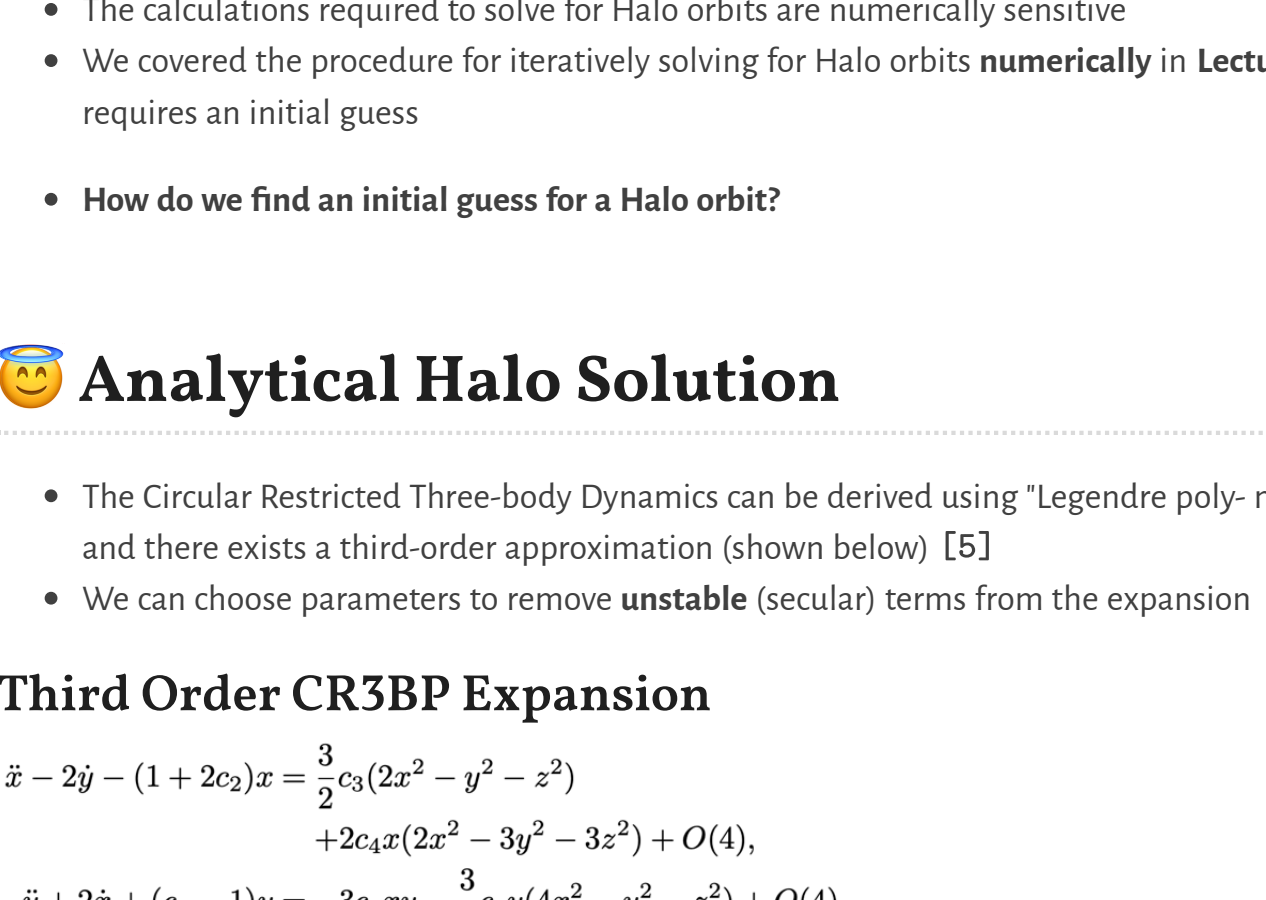 The calculations required to solve for Halo orbits are numerically sensitive
We covered the procedure for iteratively solving for Halo orbits numerically in
requires an initial guess
How do we find an initial guess for a Halo orbit?
😇 Analytical Halo Solution
The Circular Restricted Three-body Dynamics can be derived using "Legendre poly-
and there exists a third-order approximation (shown below) [5]
We can choose parameters to remove unstable (secular) terms from the expansion
Third Order CR3BP Expansion
ẍ − 2ẏ − (1 + 2c₂)x = 3/2 c₃(2x² − y² − z²)
+2c₄x(2x² − 3y² − 3z²) + O(4),